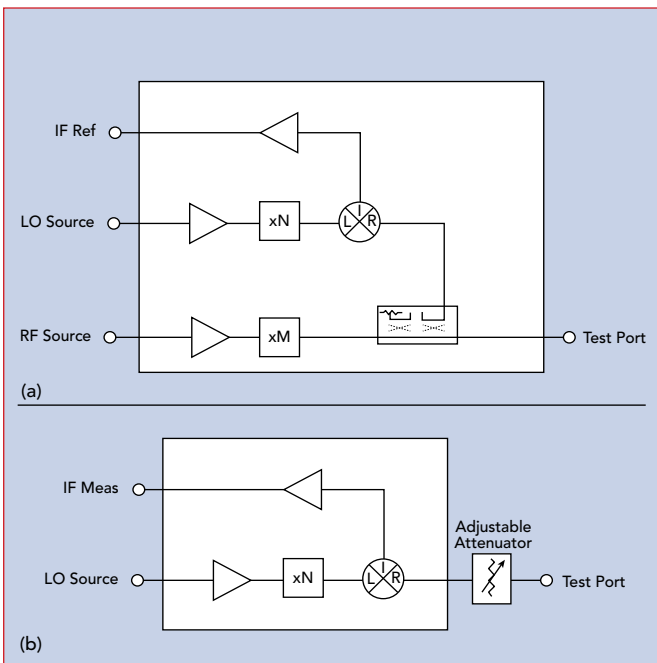 IF Ref
I
LO Source
xN
L
R
RF Source
xM
Test Port
(a)
IF Meas
Adjustable
Attenuator
I
LO Source
xN
L
R
Test Port
(b)